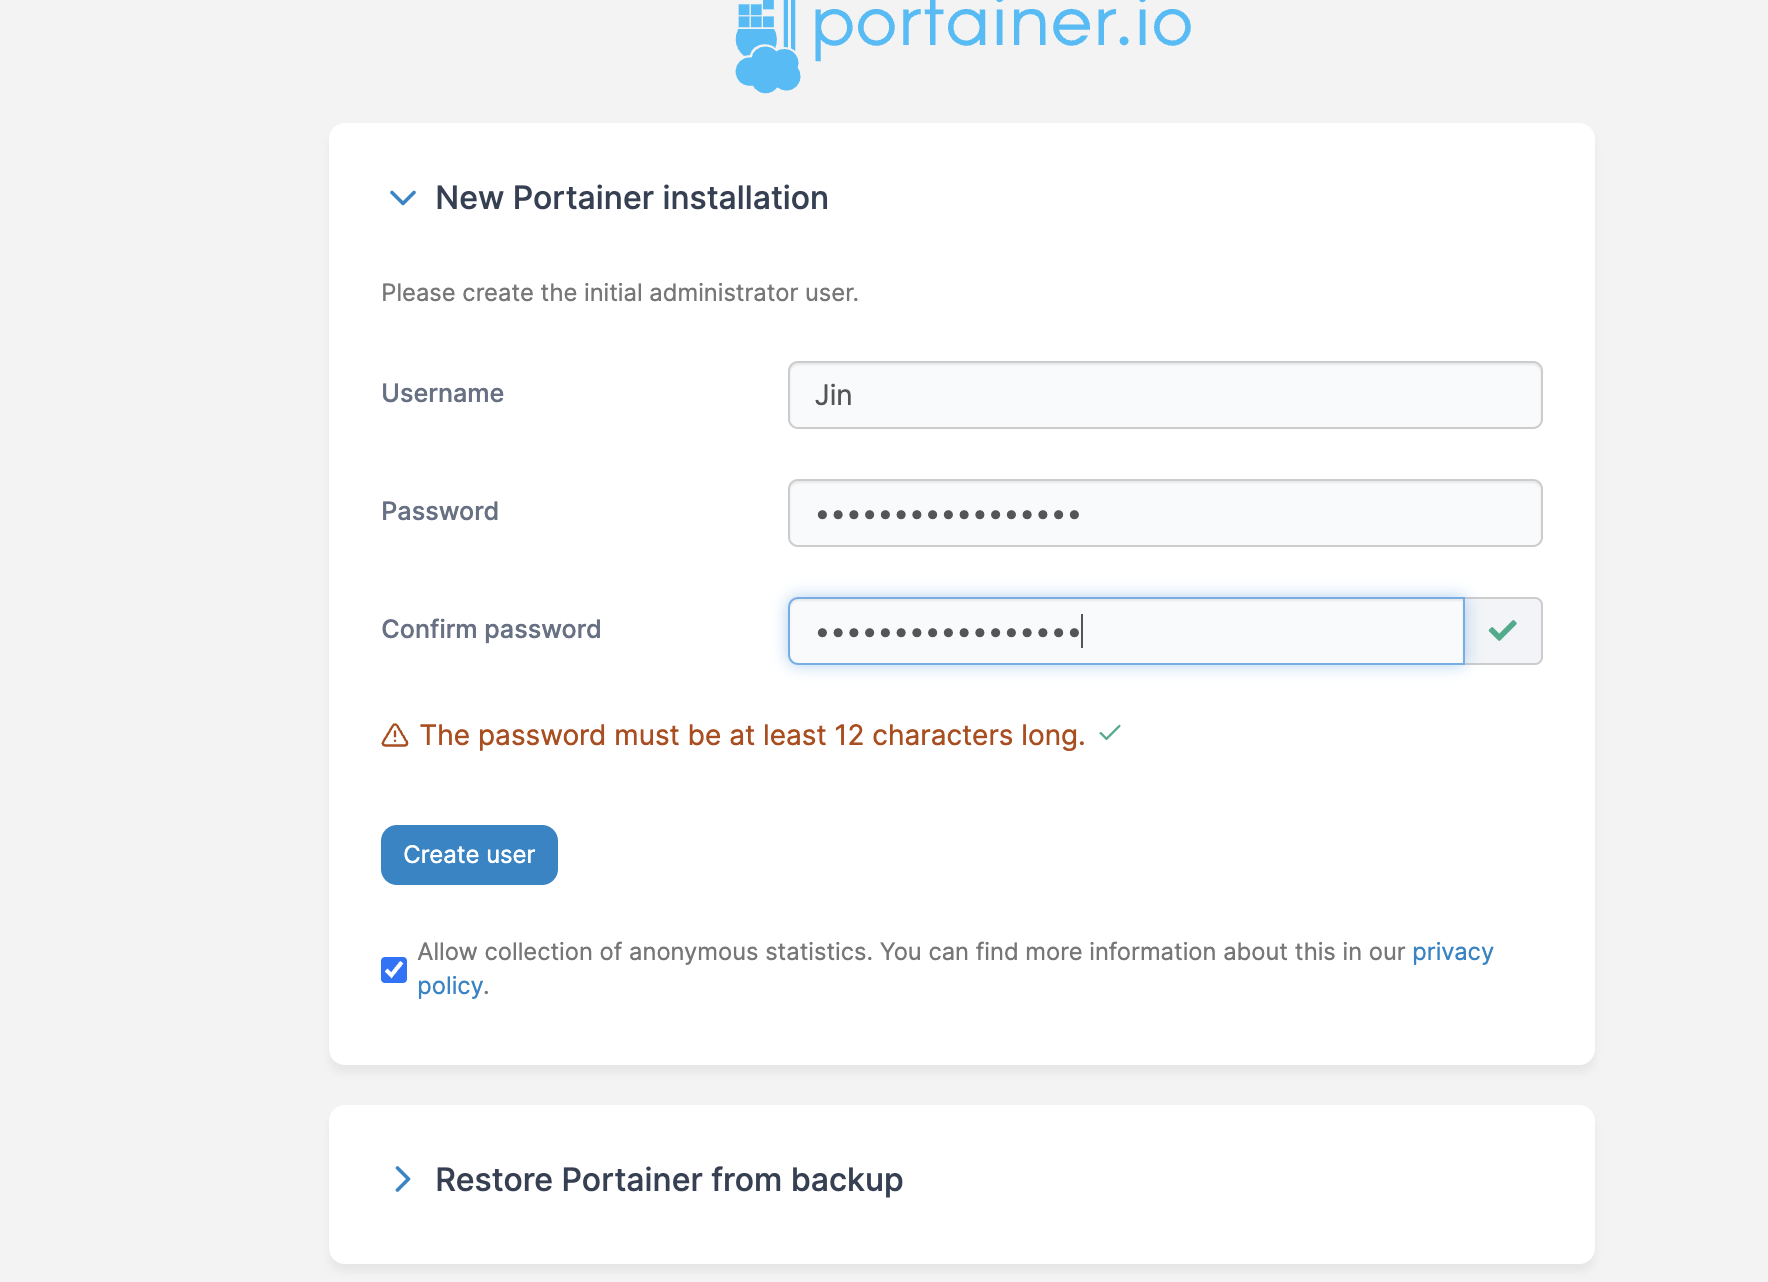 portainer.io
New Portainer installation
Please create the initial administrator user.
Username
Jin
Password
•••••••••••••••••
Confirm password
•••••••••••••••••
The password must be at least 12 characters long.
Create user
Allow collection of anonymous statistics. You can find more information about this in our privacy
policy.
Restore Portainer from backup